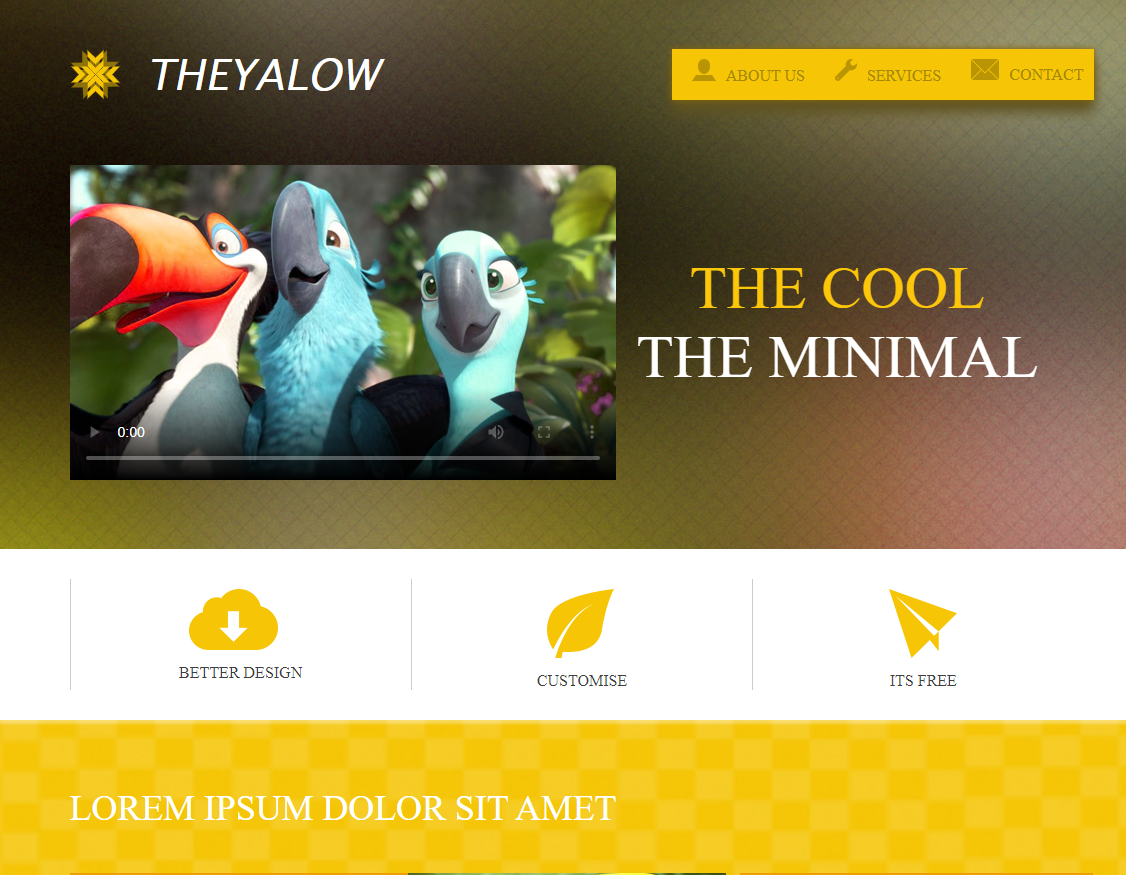 THEYALOW
ABOUT US
SERVICES
CONTACT
THE COOL
THE MINIMAL
0:00
BETTER DESIGN
CUSTOMISE
ITS FREE
LOREM IPSUM DOLOR SIT AMET